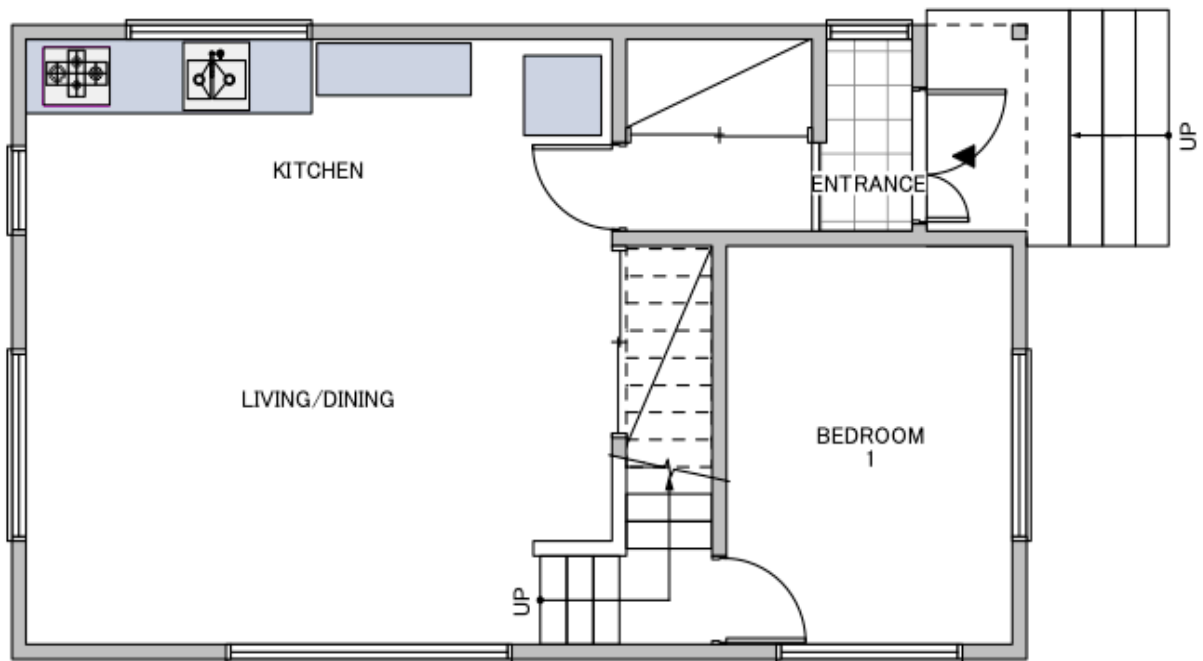 UP
KITCHEN
ENTRANCE
LIVING/DINING
BEDROOM
1
UP